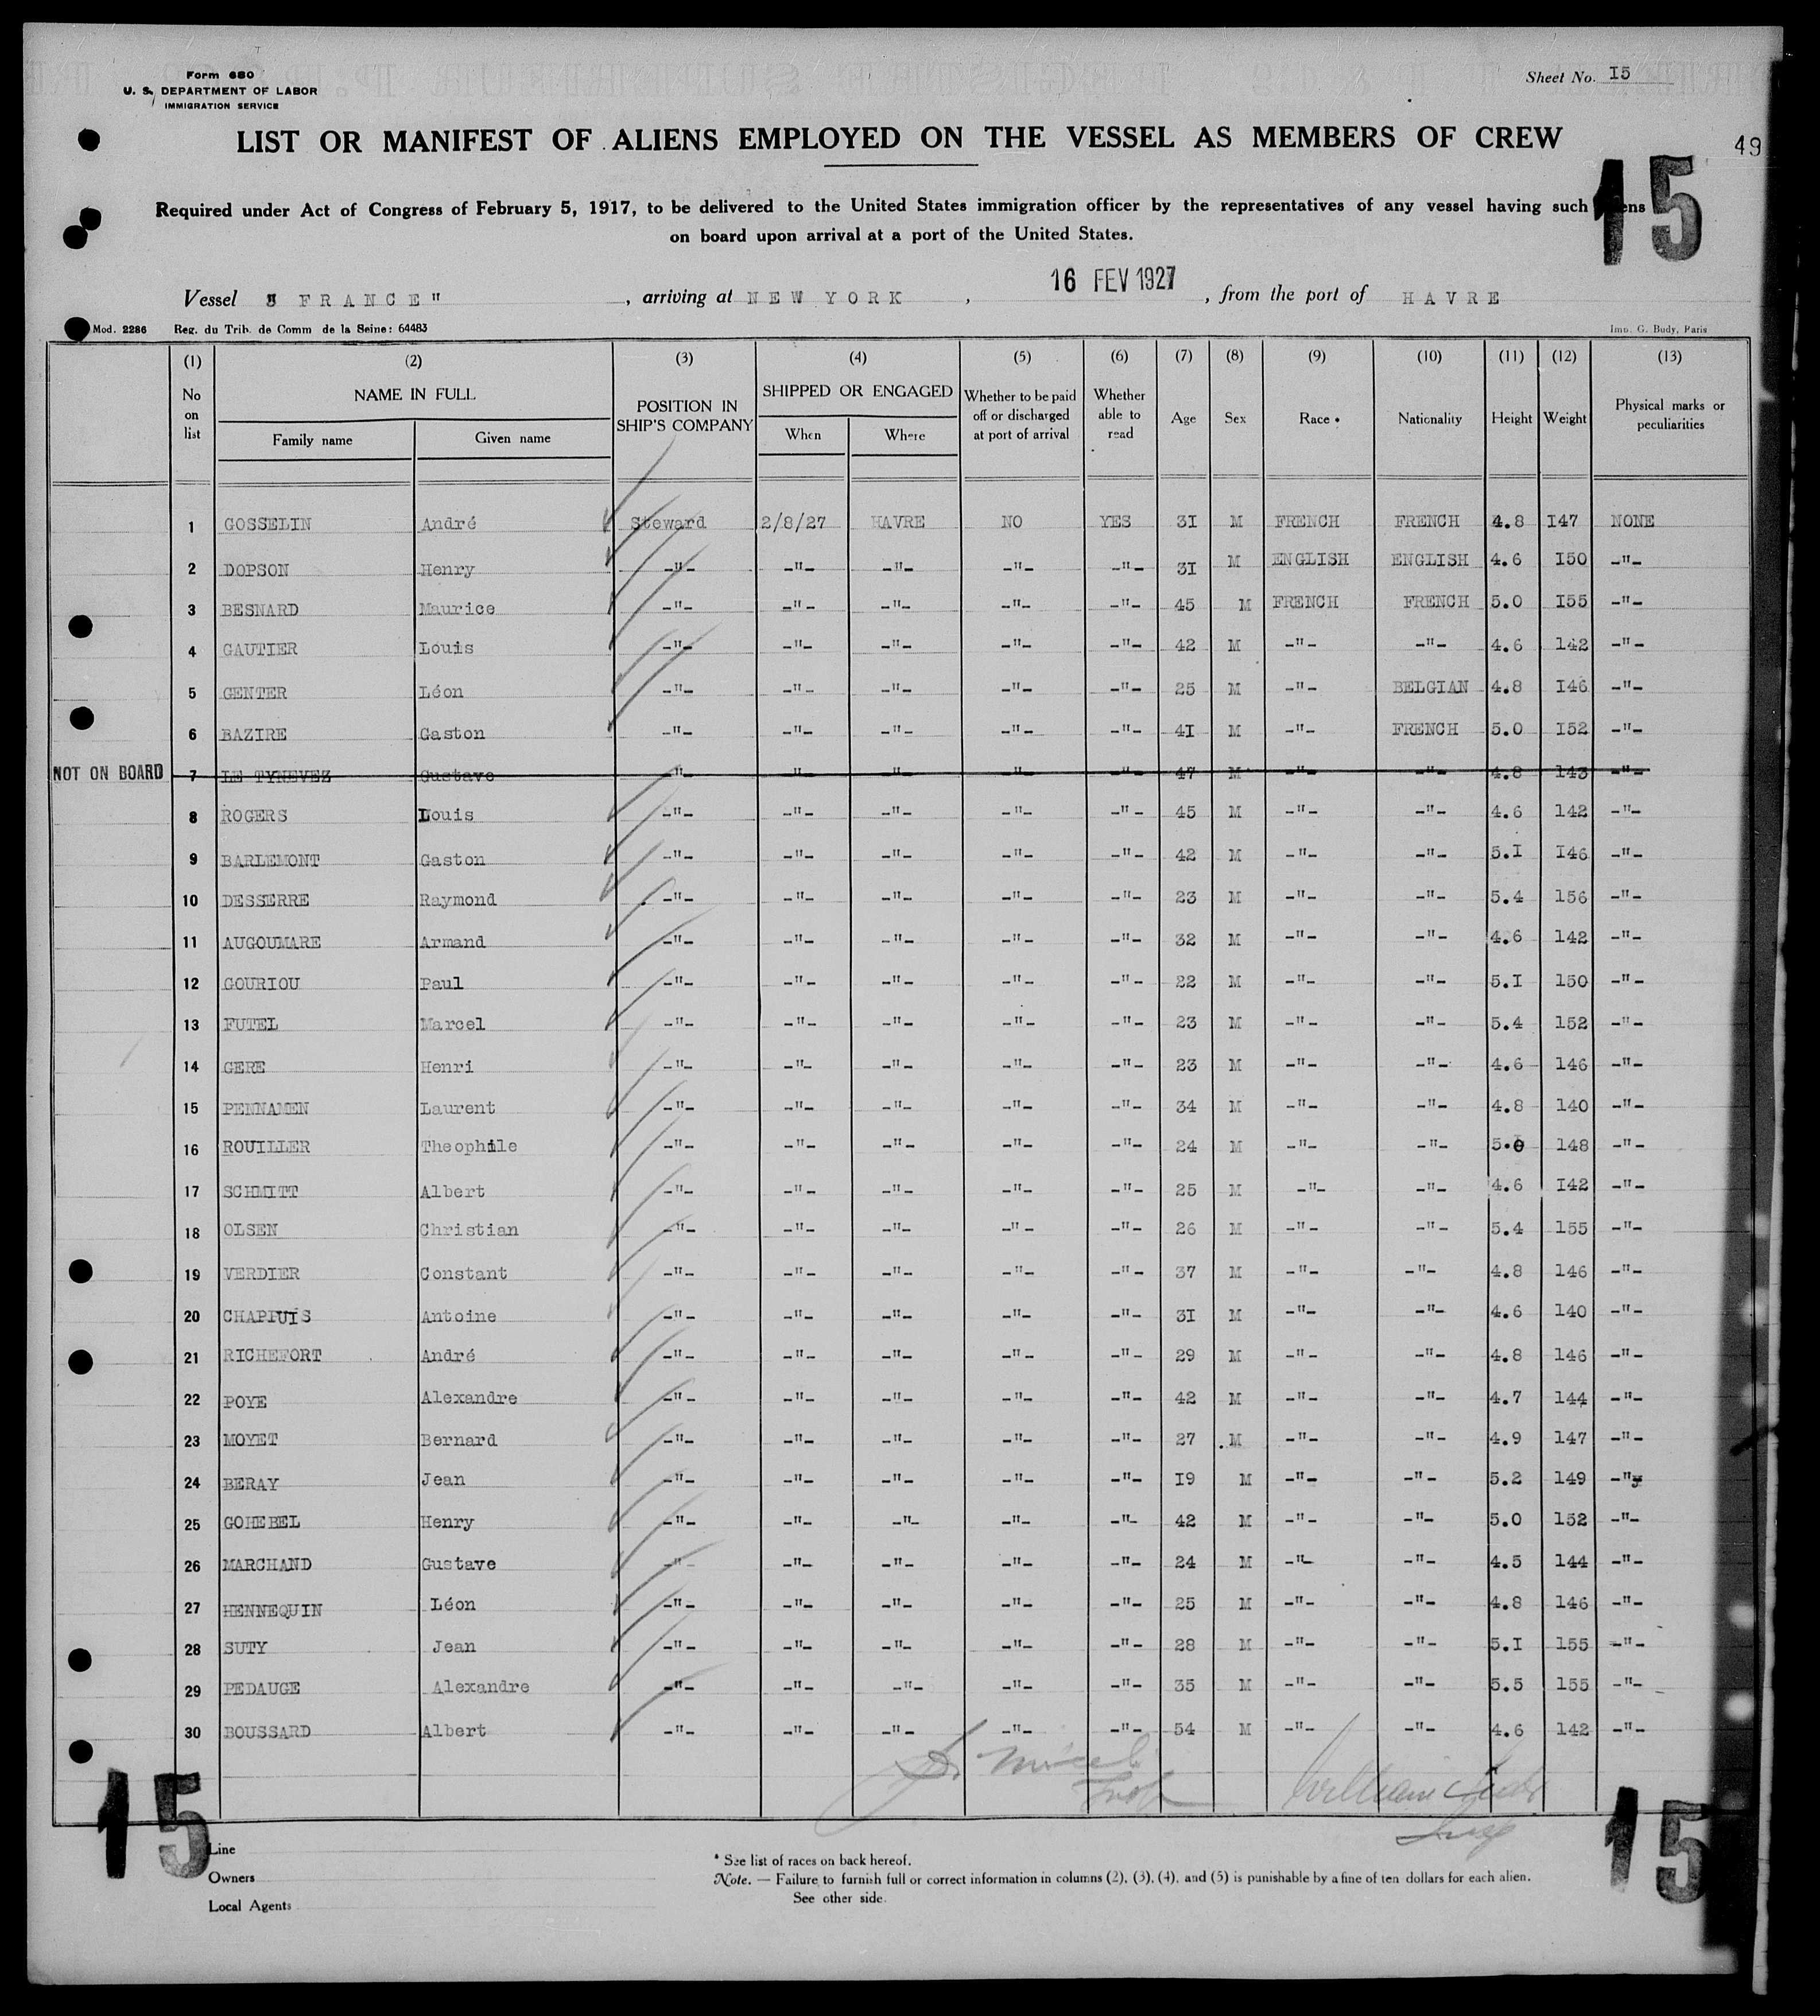 Form 680
U. S. DEPARTMENT OF LABOR
IMMIGRATION SERVICE
Sheet No. I5
LIST OR MANIFEST OF ALIENS EMPLOYED ON THE VESSEL AS MEMBERS OF CREW
49
15
Required under Act of Congress of February 5, 1917, to be delivered to the United States immigration officer by the representatives of any vessel having such
on board upon arrival at a port of the United States.
Vessel " FRANCE" , arriving at NEW YORK , 16 FEV 1927 , from the port of HAVRE
Mod. 2286 Reg. du Trib. de Comm de la Seine: 64483 Imp. G. Budy, Paris
(1) (2) (3) (4) (5) (6) (7) (8) (9) (10) (11) (12) (13)
No on list NAME IN FULL Family name Given name POSITION IN SHIP'S COMPANY SHIPPED OR ENGAGED When Where Whether to be paid off or discharged at port of arrival Whether able to read Age Sex Race * Nationality Height Weight Physical marks or peculiarities
1 GOSSELIN André Steward 2/8/27 HAVRE NO YES 3I M FRENCH FRENCH 4.8 I47 NONE
2 DOPSON Henry -"- -"- -"- -"- -"- 3I M ENGLISH ENGLISH 4.6 I50 -"-
3 BESNARD Maurice -"- -"- -"- -"- -"- 45 M FRENCH FRENCH 5.0 I55 -"-
4 GAUTIER Louis -"- -"- -"- -"- -"- 42 M -"- -"- 4.6 142 -"-
5 GENTER Léon -"- -"- -"- -"- -"- 25 M -"- BELGIAN 4.8 I46 -"-
6 BAZIRE Gaston -"- -"- -"- -"- -"- 4I M -"- FRENCH 5.0 I52 -"-
NOT ON BOARD 7 LE TYNEVEZ Gustave -"- -"- -"- -"- -"- 47 M -"- -"- 4.8 143 -"-
8 ROGERS Louis -"- -"- -"- -"- -"- 45 M -"- -"- 4.6 142 -"-
9 BARLEMONT Gaston -"- -"- -"- -"- -"- 42 M -"- -"- 5.I I46 -"-
10 DESSERRE Raymond -"- -"- -"- -"- -"- 23 M -"- -"- 5.4 156 -"-
11 AUGOUMARE Armand -"- -"- -"- -"- -"- 32 M -"- -"- 4.6 142 -"-
12 GOURIOU Paul -"- -"- -"- -"- -"- 22 M -"- -"- 5.I 150 -"-
13 FUTEL Marcel -"- -"- -"- -"- -"- 23 M -"- -"- 5.4 152 -"-
14 GERE Henri -"- -"- -"- -"- -"- 23 M -"- -"- 4.6 146 -"-
15 PENNAMEN Laurent -"- -"- -"- -"- -"- 34 M -"- -"- 4.8 140 -"-
16 ROUILLER Theophile -"- -"- -"- -"- -"- 24 M -"- -"- 5.0 148 -"-
17 SCHMITT Albert -"- -"- -"- -"- -"- 25 M -"- -"- 4.6 I42 -"-
18 OLSEN Christian -"- -"- -"- -"- -"- 26 M -"- -"- 5.4 155 -"-
19 VERDIER Constant -"- -"- -"- -"- -"- 37 M -"- -"- 4.8 146 -"-
20 CHAPPUIS Antoine -"- -"- -"- -"- -"- 3I M -"- -"- 4.6 140 -"-
21 RICHEFORT André -"- -"- -"- -"- -"- 29 M -"- -"- 4.8 146 -"-
22 POYE Alexandre -"- -"- -"- -"- -"- 42 M -"- -"- 4.7 144 -"-
23 MOYET Bernard -"- -"- -"- -"- -"- 27 M -"- -"- 4.9 147 -"-
24 BERAY Jean -"- -"- -"- -"- -"- I9 M -"- -"- 5.2 149 -"-
25 GOHEBEL Henry -"- -"- -"- -"- -"- 42 M -"- -"- 5.0 152 -"-
26 MARCHAND Gustave -"- -"- -"- -"- -"- 24 M -"- -"- 4.5 144 -"-
27 HENNEQUIN Léon -"- -"- -"- -"- -"- 25 M -"- -"- 4.8 146 -"-
28 SUTY Jean -"- -"- -"- -"- -"- 28 M -"- -"- 5.I 155 -"-
29 PEDAUGE Alexandre -"- -"- -"- -"- -"- 35 M -"- -"- 5.5 155 -"-
30 BOUSSARD Albert -"- -"- -"- -"- -"- 54 M -"- -"- 4.6 142 -"-
William
15
15
Line
Owners
Local Agents
* See list of races on back hereof.
Note. — Failure to furnish full or correct information in columns (2), (3), (4), and (5) is punishable by a fine of ten dollars for each alien.
See other side.